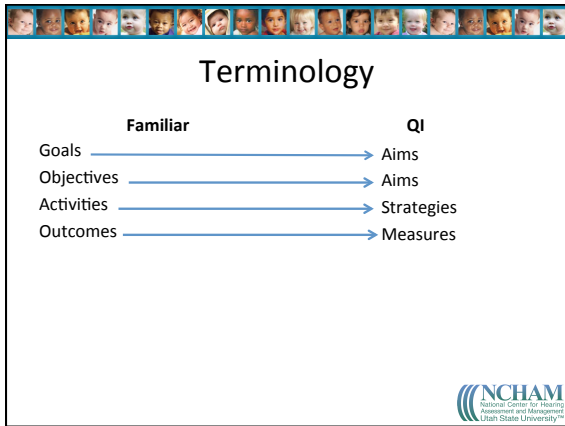 Terminology
Familiar QI
Goals Aims
Objectives Aims
Activities Strategies
Outcomes Measures
NCHAM
National Center for Hearing
Assessment and Management
Utah State University™